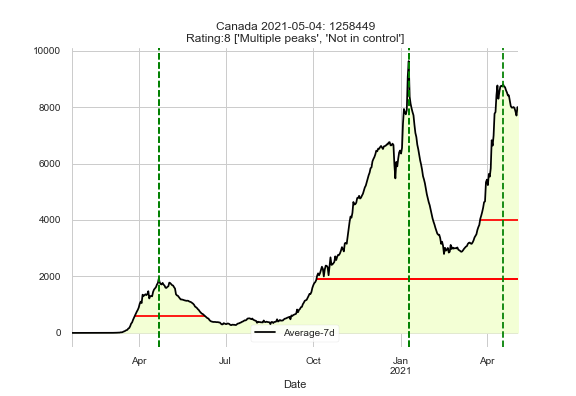 Canada 2021-05-04: 1258449
Rating:8 ['Multiple peaks', 'Not in control']
10000
8000
6000
4000
2000
0
Average-7d
Apr
Jul
Oct
Jan
2021
Apr
Date